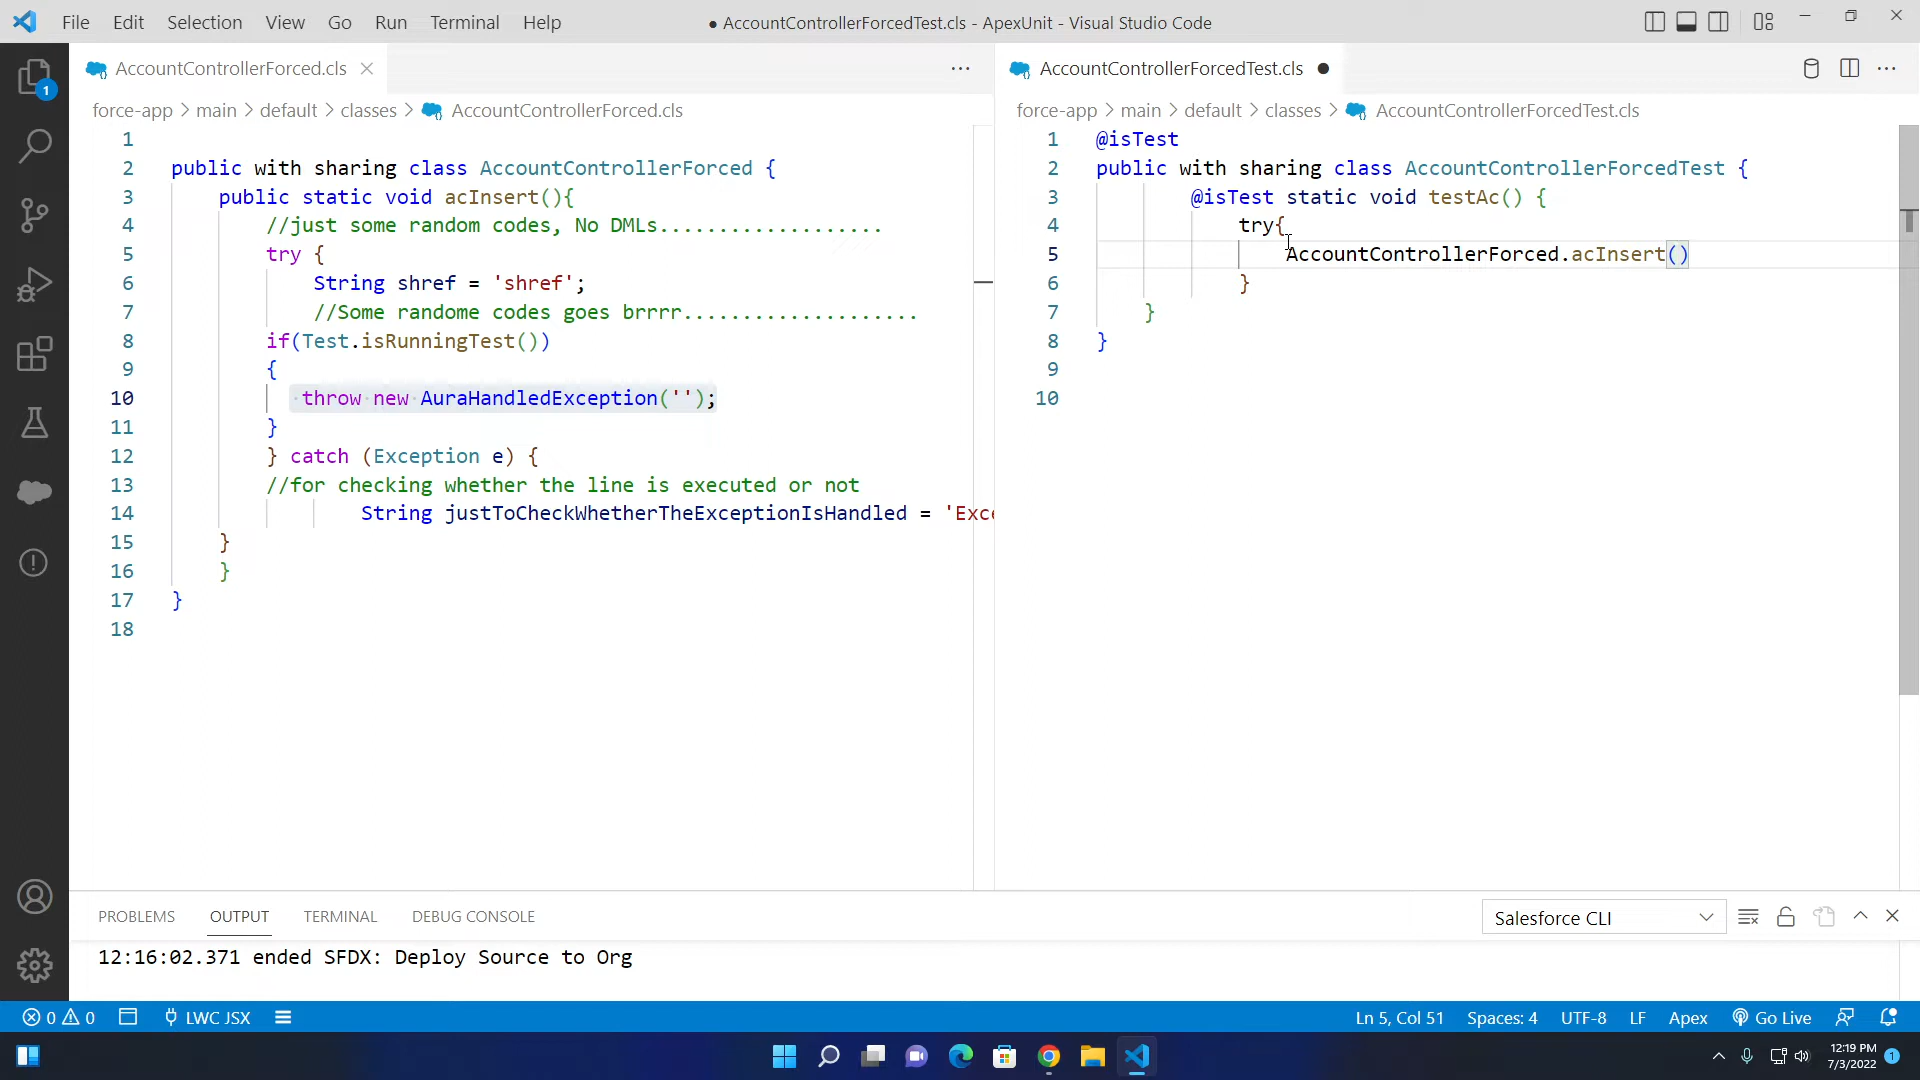 File Edit Selection View Go Run Terminal Help
● AccountControllerForcedTest.cls - ApexUnit - Visual Studio Code
1
AccountControllerForced.cls
force-app > main > default > classes > AccountControllerForced.cls
1
2 public with sharing class AccountControllerForced {
3 public static void acInsert(){
4 //just some random codes, No DMLs...................
5 try {
6 String shref = 'shref';
7 //Some randome codes goes brrrr....................
8 if(Test.isRunningTest())
9 {
10 throw new AuraHandledException('');
11 }
12 } catch (Exception e) {
13 //for checking whether the line is executed or not
14 String justToCheckWhetherTheExceptionIsHandled = 'Exce
15 }
16 }
17 }
18
AccountControllerForcedTest.cls ●
force-app > main > default > classes > AccountControllerForcedTest.cls
1 @isTest
2 public with sharing class AccountControllerForcedTest {
3 @isTest static void testAc() {
4 try{
5 AccountControllerForced.acInsert()
6 }
7 }
8 }
9
10
PROBLEMS OUTPUT TERMINAL DEBUG CONSOLE
Salesforce CLI
12:16:02.371 ended SFDX: Deploy Source to Org
0 0 LWC JSX
Ln 5, Col 51 Spaces: 4 UTF-8 LF Apex Go Live
12:19 PM
7/3/2022
1